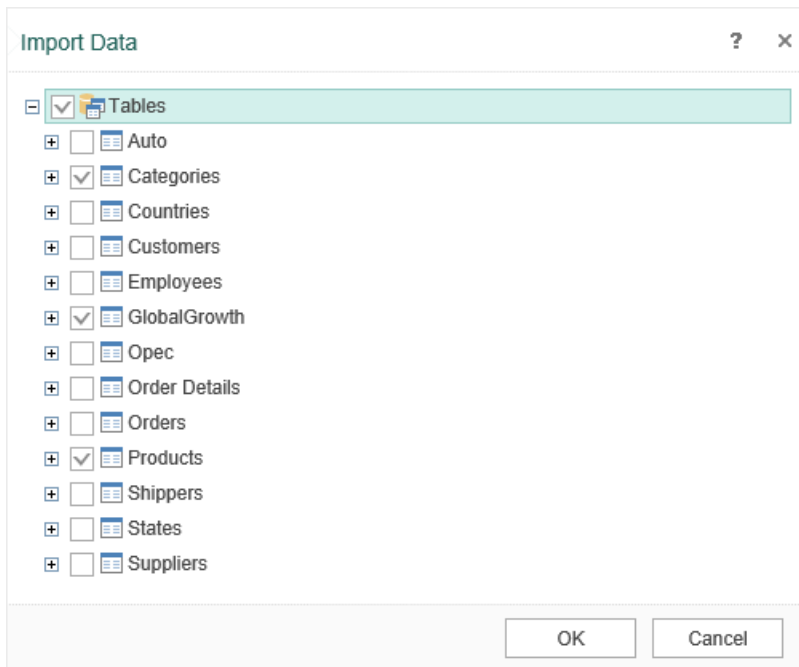 Import Data ? ×
Tables
Auto
Categories
Countries
Customers
Employees
GlobalGrowth
Opec
Order Details
Orders
Products
Shippers
States
Suppliers
OK Cancel